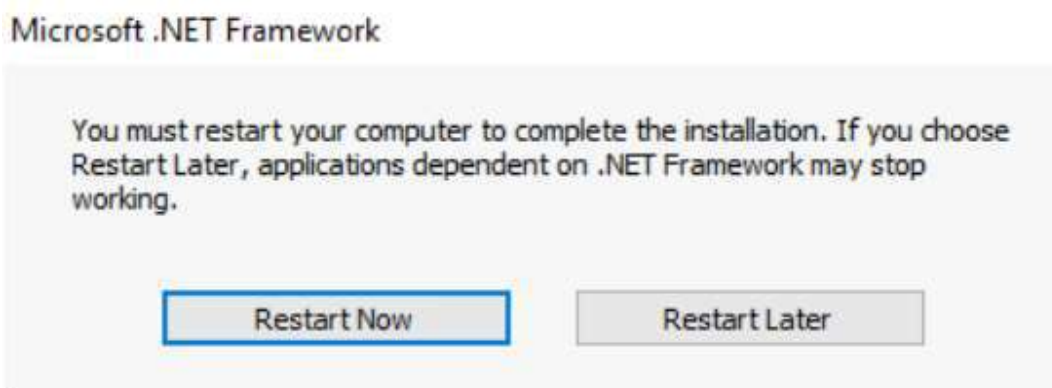 Microsoft .NET Framework
You must restart your computer to complete the installation. If you choose
Restart Later, applications dependent on .NET Framework may stop
working.
Restart Now
Restart Later